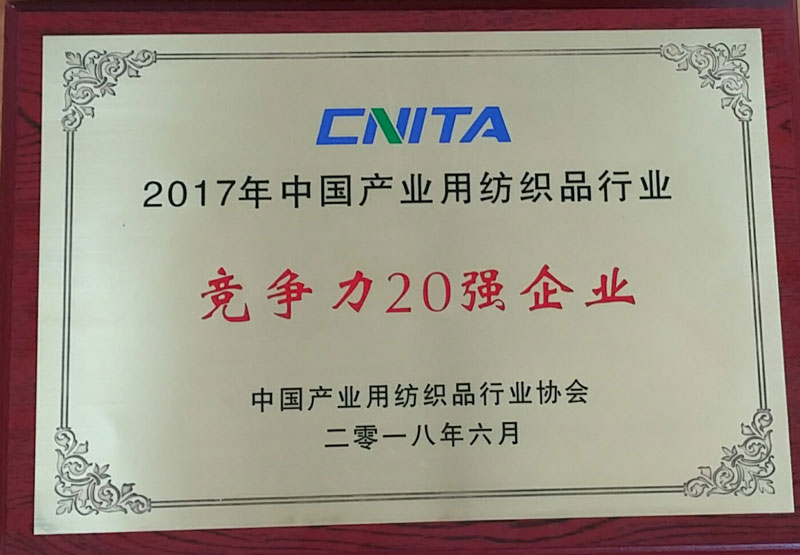 CNITA
2017年中国产业用纺织品行业
竞争力20强企业
中国产业用纺织品行业协会
二零一八年六月